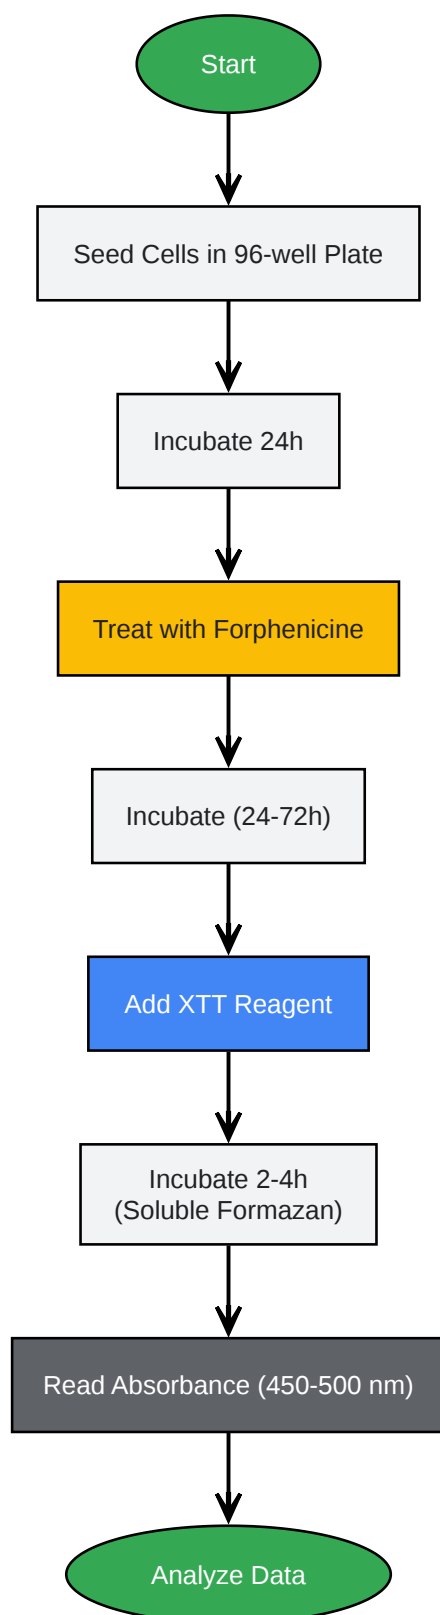 Start
Seed Cells in 96-well Plate
Incubate 24h
Treat with Forphenicine
Incubate (24-72h)
Add XTT Reagent
Incubate 2-4h
(Soluble Formazan)
Read Absorbance (450-500 nm)
Analyze Data